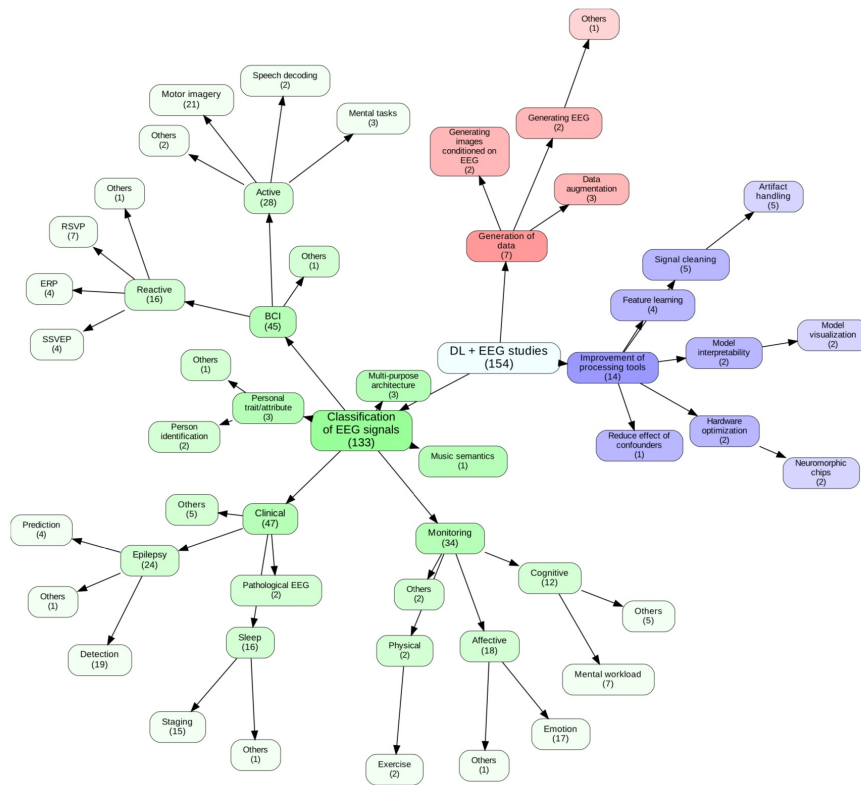 Others
(1)
Speech decoding
(2)
Motor imagery
(21)
Mental tasks
(3)
Others
(2)
Generating EEG
(2)
Generating
images
conditioned on
EEG
(2)
Active
(28)
Data
augmentation
(3)
Artifact
handling
(5)
Others
(1)
RSVP
(7)
Generation of
data
(7)
Others
(1)
Signal cleaning
(5)
ERP
(4)
Reactive
(16)
Feature learning
(4)
SSVEP
(4)
BCI
(45)
Model
visualization
(2)
DL + EEG studies
(154)
Model
interpretability
(2)
Improvement of
processing tools
(14)
Others
(1)
Multi-purpose
architecture
(3)
Personal
trait/attribute
(3)
Classification
of EEG signals
(133)
Person
identification
(2)
Hardware
optimization
(2)
Reduce effect of
confounders
(1)
Music semantics
(1)
Neuromorphic
chips
(2)
Others
(5)
Clinical
(47)
Prediction
(4)
Monitoring
(34)
Epilepsy
(24)
Cognitive
(12)
Pathological EEG
(2)
Others
(2)
Others
(1)
Others
(5)
Sleep
(16)
Physical
(2)
Affective
(18)
Detection
(19)
Mental workload
(7)
Staging
(15)
Emotion
(17)
Others
(1)
Exercise
(2)
Others
(1)